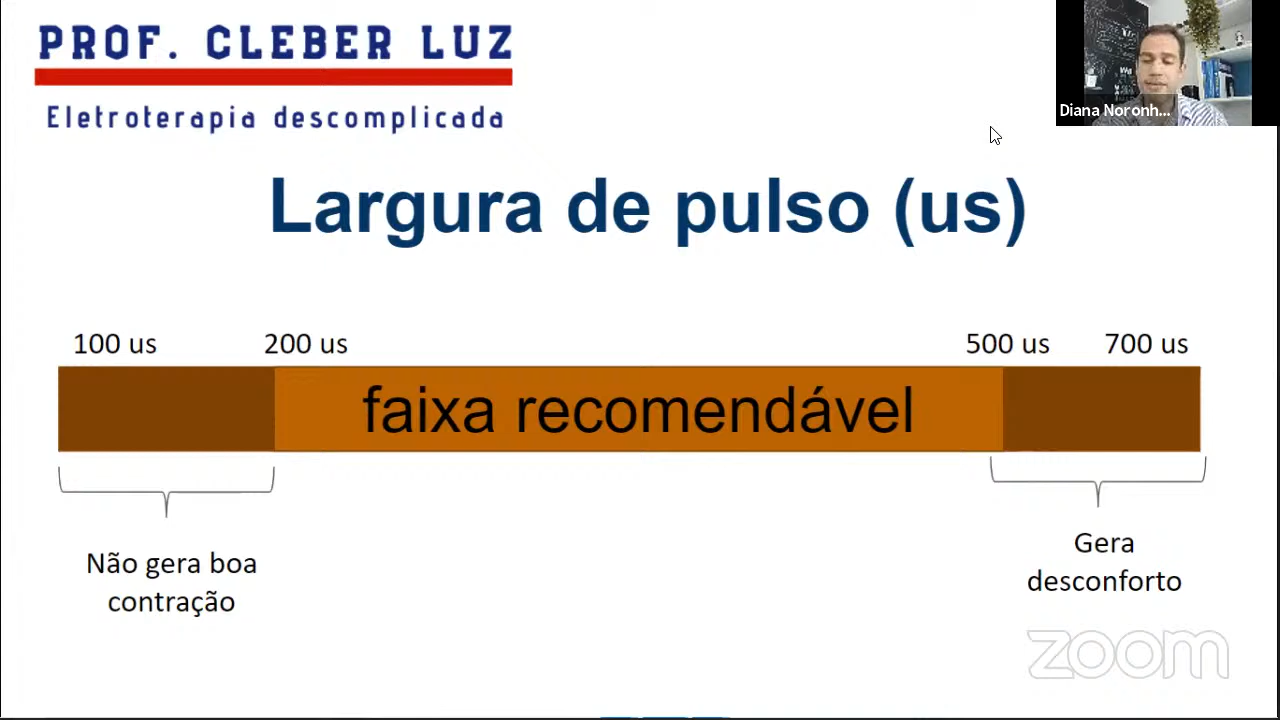 PROF. CLEBER LUZ
Eletroterapia descomplicada
Diana Noronh...
Largura de pulso (us)
100 us 200 us 500 us 700 us
faixa recomendável
Não gera boa
contração
Gera
desconforto
zoom